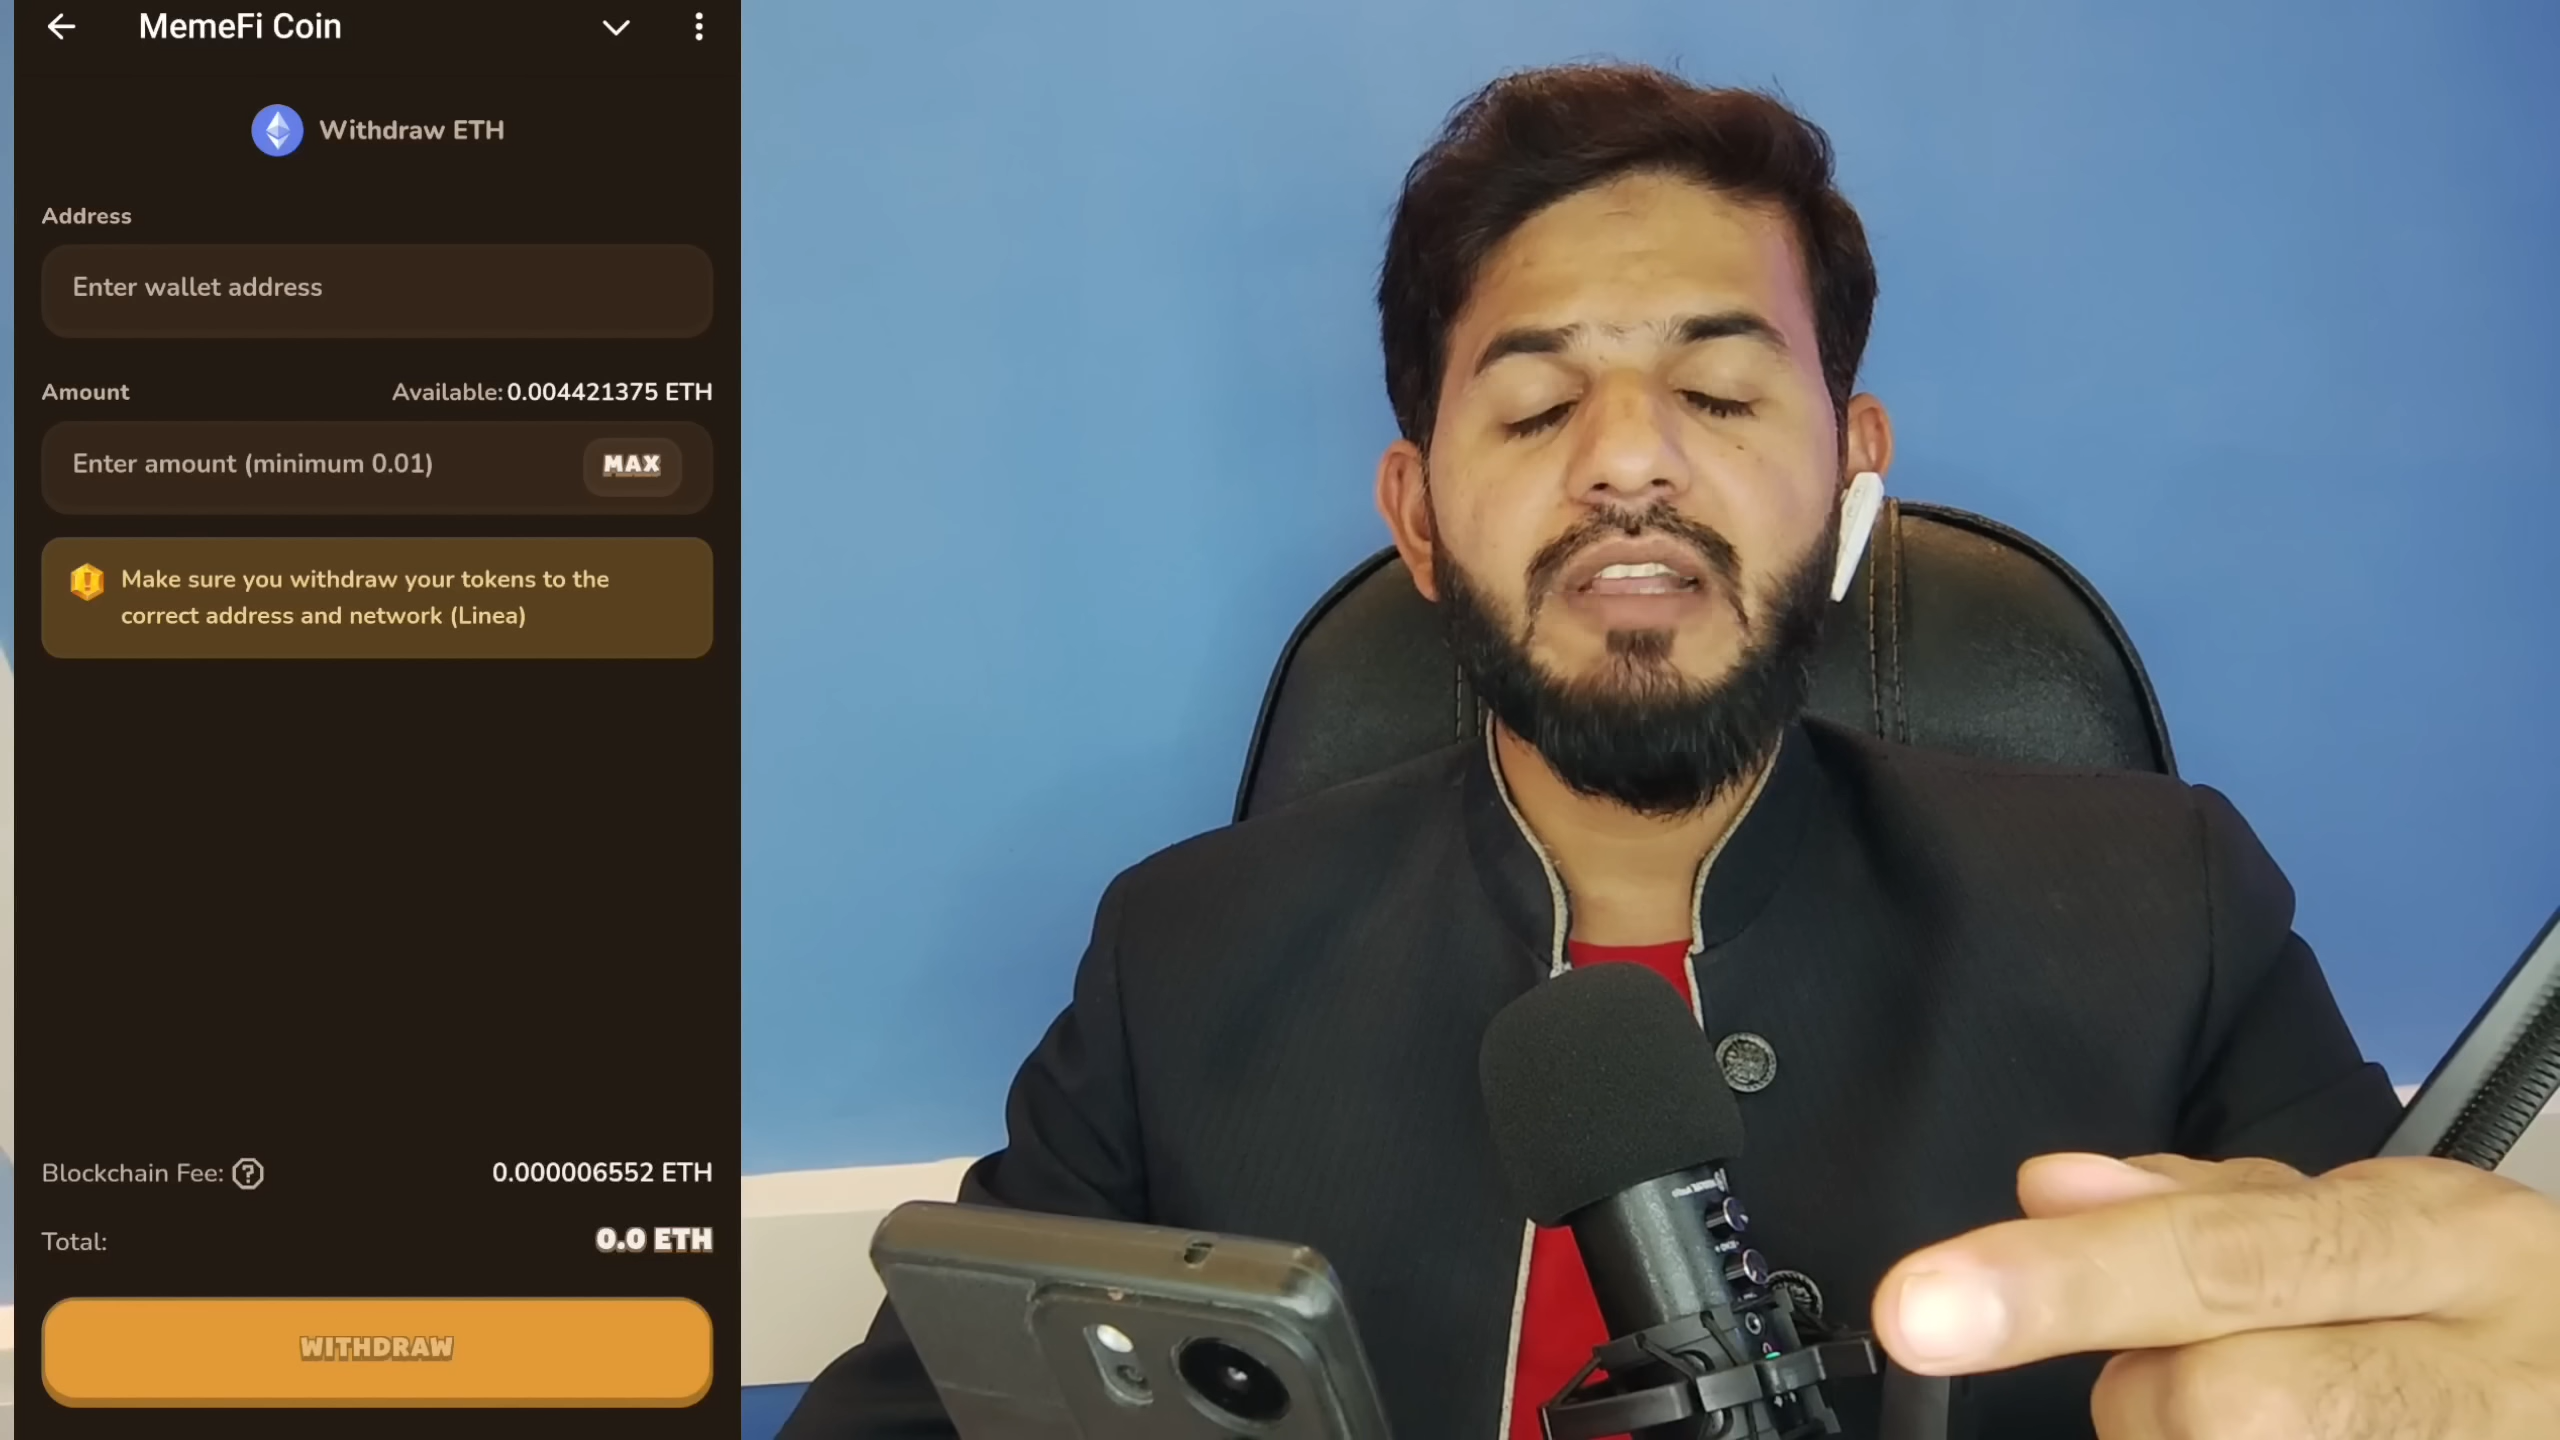 MemeFi Coin
Withdraw ETH
Address
Enter wallet address
Amount
Available: 0.004421375 ETH
Enter amount (minimum 0.01)
MAX
Make sure you withdraw your tokens to the
correct address and network (Linea)
Blockchain Fee:
0.000006552 ETH
Total:
0.0 ETH
WITHDRAW